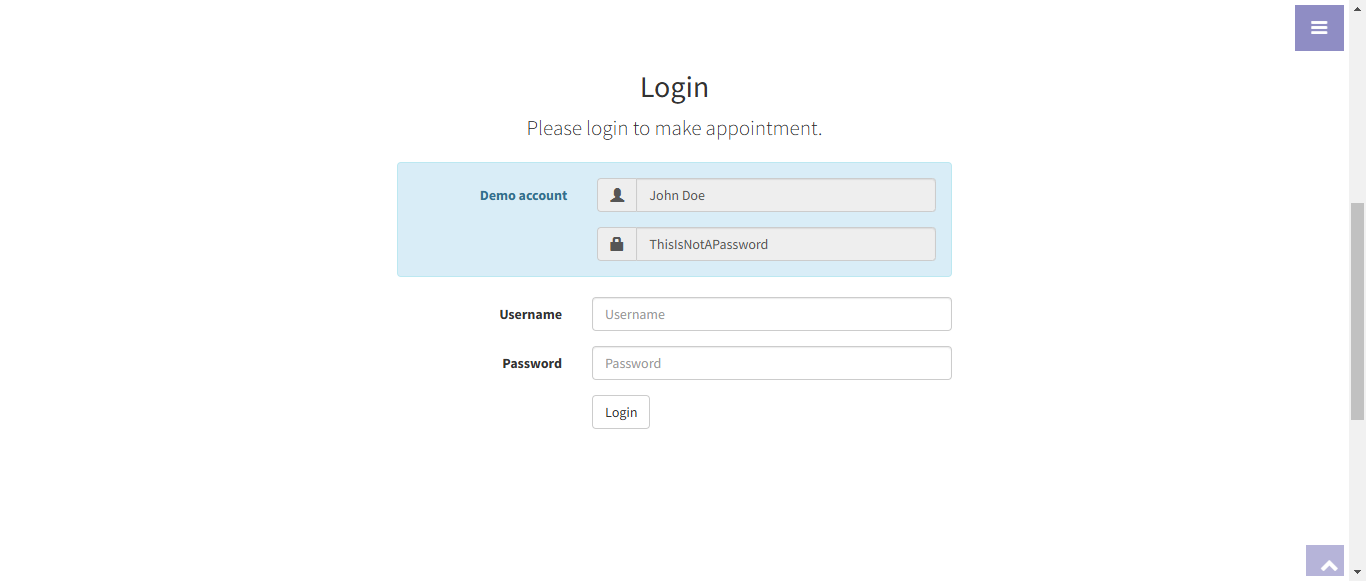 Login
Please login to make appointment.
Demo account
John Doe
ThisIsNotAPassword
Username
Username
Password
Password
Login